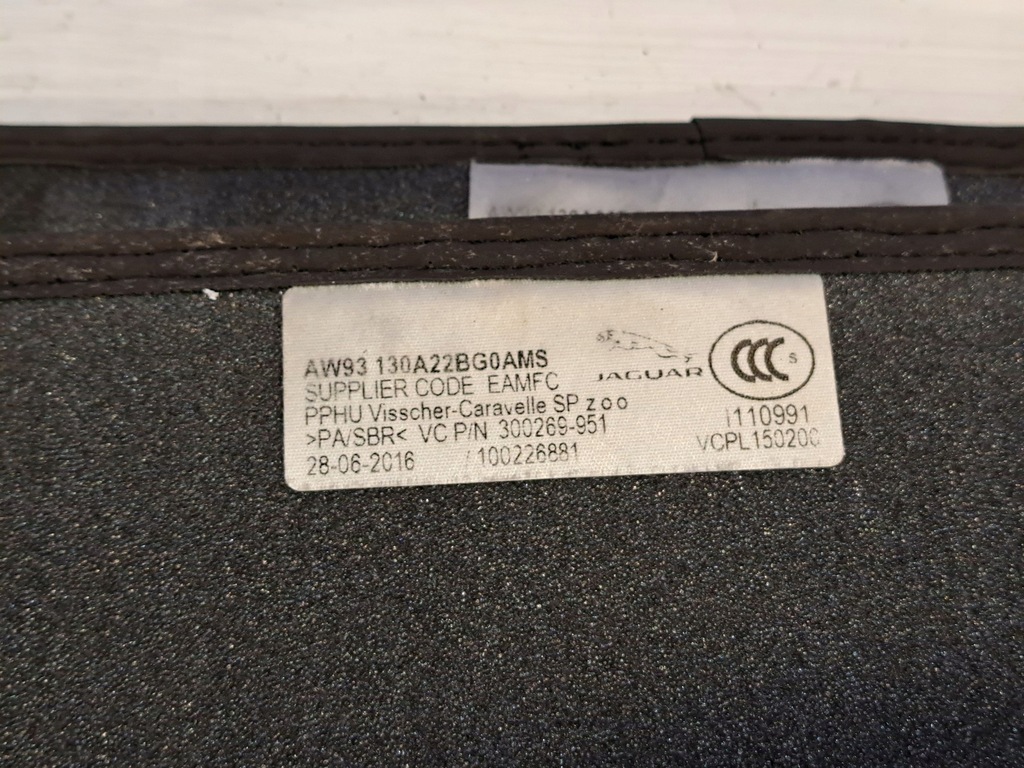 AW93 130A22BG0AMS
SUPPLIER CODE EAMFC
PPHU Visscher-Caravelle SP z o o
>PA/SBR< VC P/N 300269-951
28-06-2016 / 100226881
JAGUAR
CCC S
I110991
VCPL150200